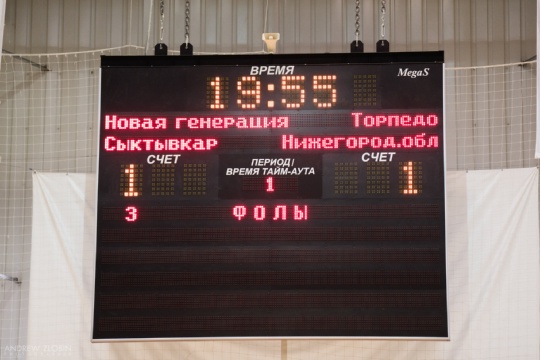 ВРЕМЯ
MegaS
19:55
Новая генерация Торпедо
Сыктывкар Нижегород.обл
СЧЕТ ПЕРИОД/ СЧЕТ
ВРЕМЯ ТАЙМ-АУТА
1 1 1
3 ФОЛЫ